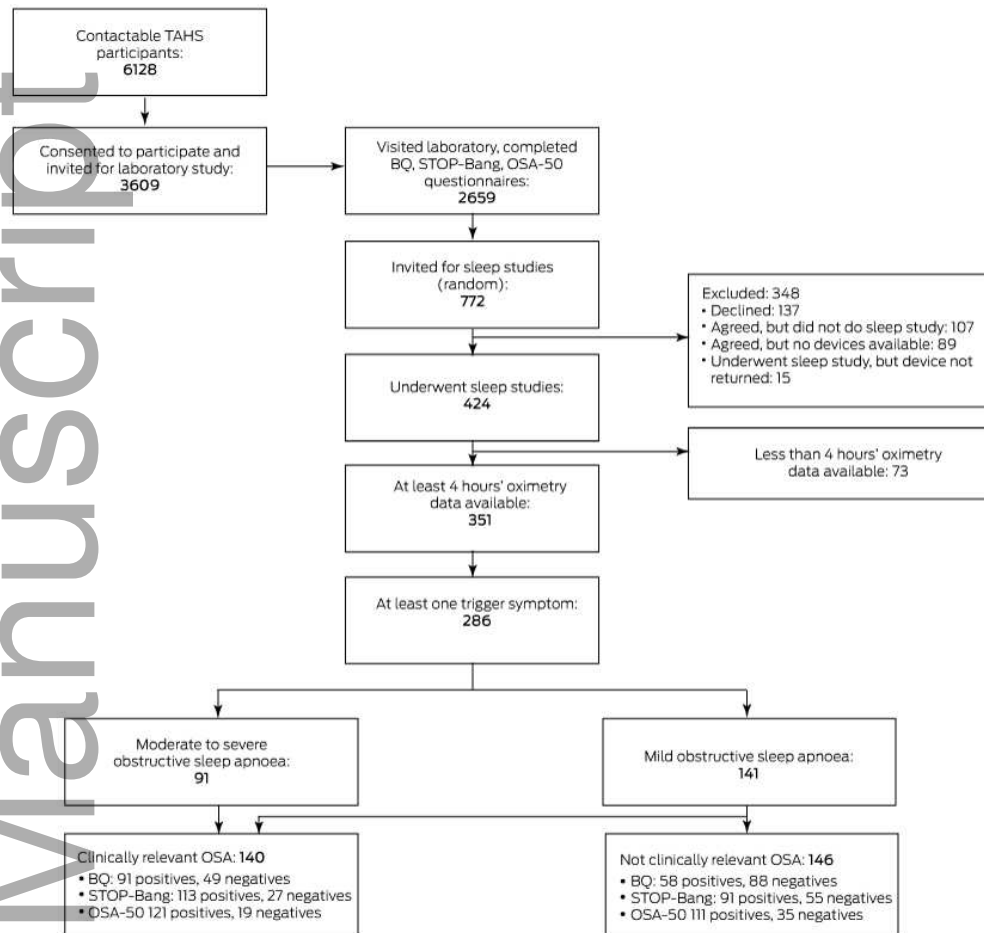 Contactable TAHS
participants:
6128
Consented to participate and
invited for laboratory study:
3609
Visited laboratory, completed
BQ, STOP-Bang, OSA-50
questionnaires:
2659
Invited for sleep studies
(random):
772
Excluded: 348
• Declined: 137
• Agreed, but did not do sleep study: 107
• Agreed, but no devices available: 89
• Underwent sleep study, but device not
returned: 15
Underwent sleep studies:
424
Less than 4 hours' oximetry
data available: 73
At least 4 hours' oximetry
data available:
351
At least one trigger symptom:
286
Moderate to severe
obstructive sleep apnoea:
91
Mild obstructive sleep apnoea:
141
Clinically relevant OSA: 140
• BQ: 91 positives, 49 negatives
• STOP-Bang: 113 positives, 27 negatives
• OSA-50 121 positives, 19 negatives
Not clinically relevant OSA: 146
• BQ: 58 positives, 88 negatives
• STOP-Bang: 91 positives, 55 negatives
• OSA-50 111 positives, 35 negatives
Manuscript